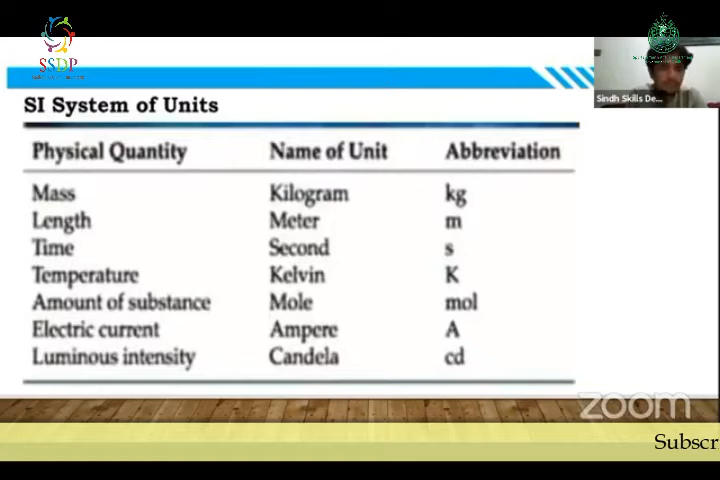 SSDP
Sindh Skills De...
SI System of Units
Physical Quantity Name of Unit Abbreviation
Mass Kilogram kg
Length Meter m
Time Second s
Temperature Kelvin K
Amount of substance Mole mol
Electric current Ampere A
Luminous intensity Candela cd
zoom
Subscr